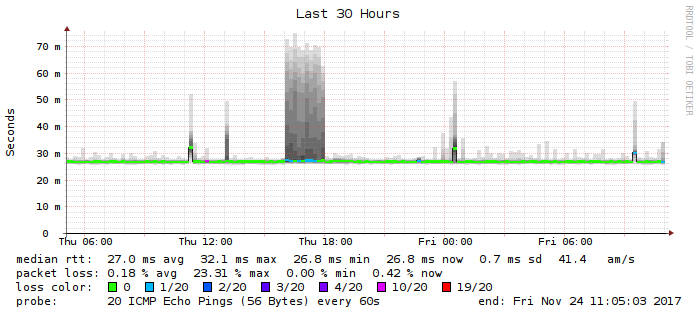 Last 30 Hours
RRDTOOL / TOBI OETIKER
Seconds
70 m
60 m
50 m
40 m
30 m
20 m
10 m
0
Thu 06:00 Thu 12:00 Thu 18:00 Fri 00:00 Fri 06:00
median rtt: 27.0 ms avg 32.1 ms max 26.8 ms min 26.8 ms now 0.7 ms sd 41.4 am/s
packet loss: 0.18 % avg 23.31 % max 0.00 % min 0.42 % now
loss color: 0 1/20 2/20 3/20 4/20 10/20 19/20
probe: 20 ICMP Echo Pings (56 Bytes) every 60s end: Fri Nov 24 11:05:03 2017